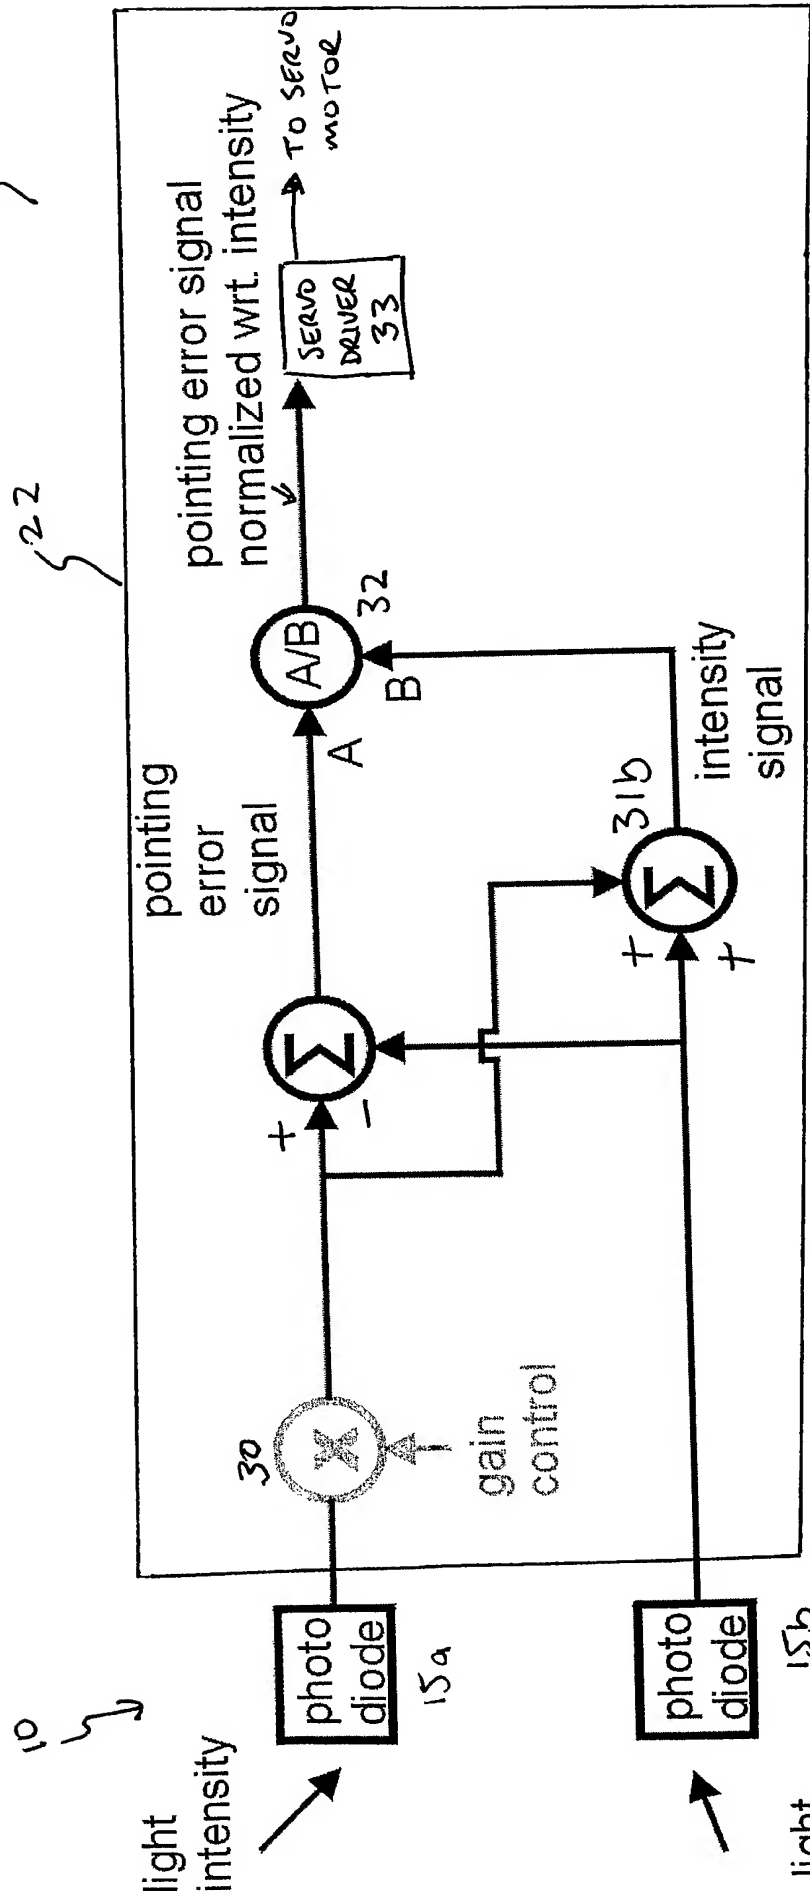 10
22
light
intensity
photo
diode
15a
30
X
gain
control
+
-
Σ
pointing
error
signal
A
A/B
32
B
pointing error signal
normalized wrt. intensity
SERVO
DRIVER
33
TO SERVO
MOTOR
light
photo
diode
15b
+
+
Σ
31b
intensity
signal